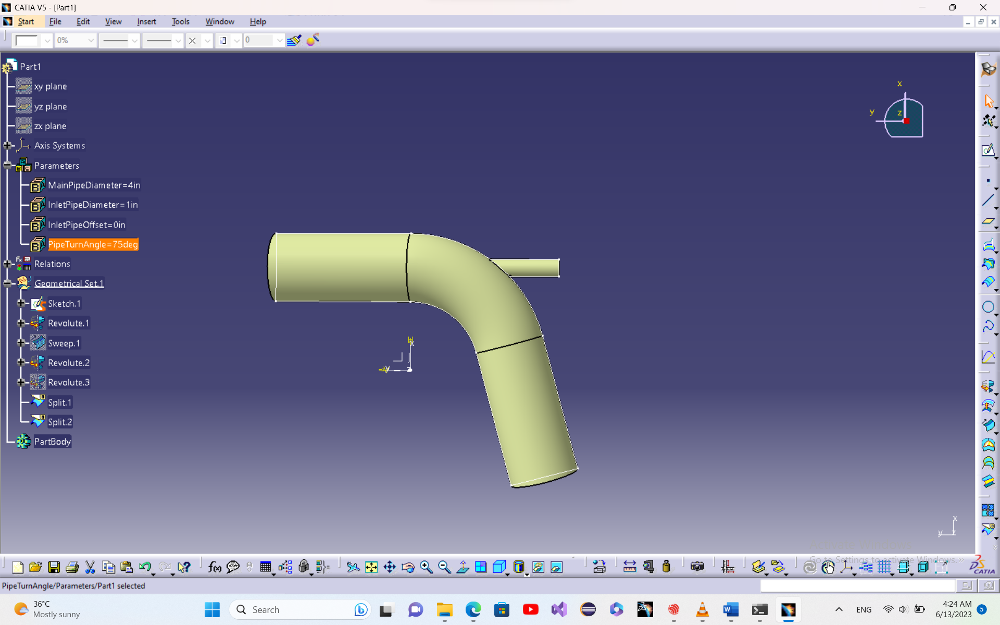 CATIA V5 - [Part1]
Start File Edit View Insert Tools Window Help
0%
0
Part1
xy plane
yz plane
zx plane
Axis Systems
Parameters
MainPipeDiameter=4in
InletPipeDiameter=1in
InletPipeOffset=0in
PipeTurnAngle=75deg
Relations
Geometrical Set.1
Sketch.1
Revolute.1
Sweep.1
Revolute.2
Revolute.3
Split.1
Split.2
PartBody
x
y
z
x
y
x
y z
Go to Settings to activate Windows.
CATIA
PipeTurnAngle/Parameters/Part1 selected
36°C
Mostly sunny
Search
ENG
4:24 AM
6/13/2023
5